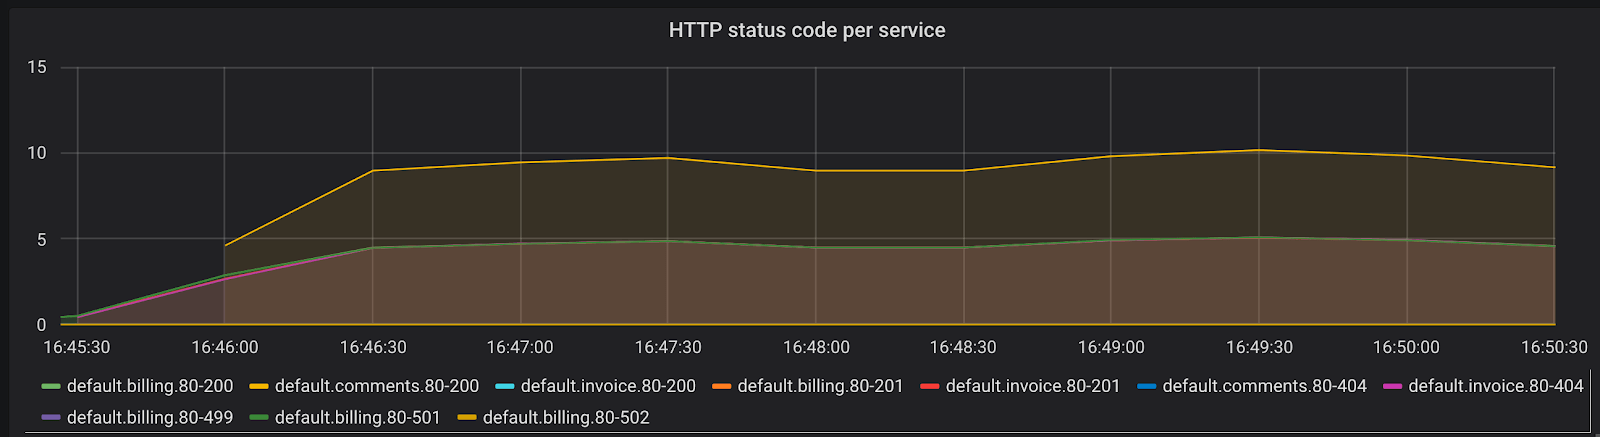 HTTP status code per service
15
10
5
0
16:45:30 16:46:00 16:46:30 16:47:00 16:47:30 16:48:00 16:48:30 16:49:00 16:49:30 16:50:00 16:50:30
default.billing.80-200 default.comments.80-200 default.invoice.80-200 default.billing.80-201 default.invoice.80-201 default.comments.80-404 default.invoice.80-404
default.billing.80-499 default.billing.80-501 default.billing.80-502